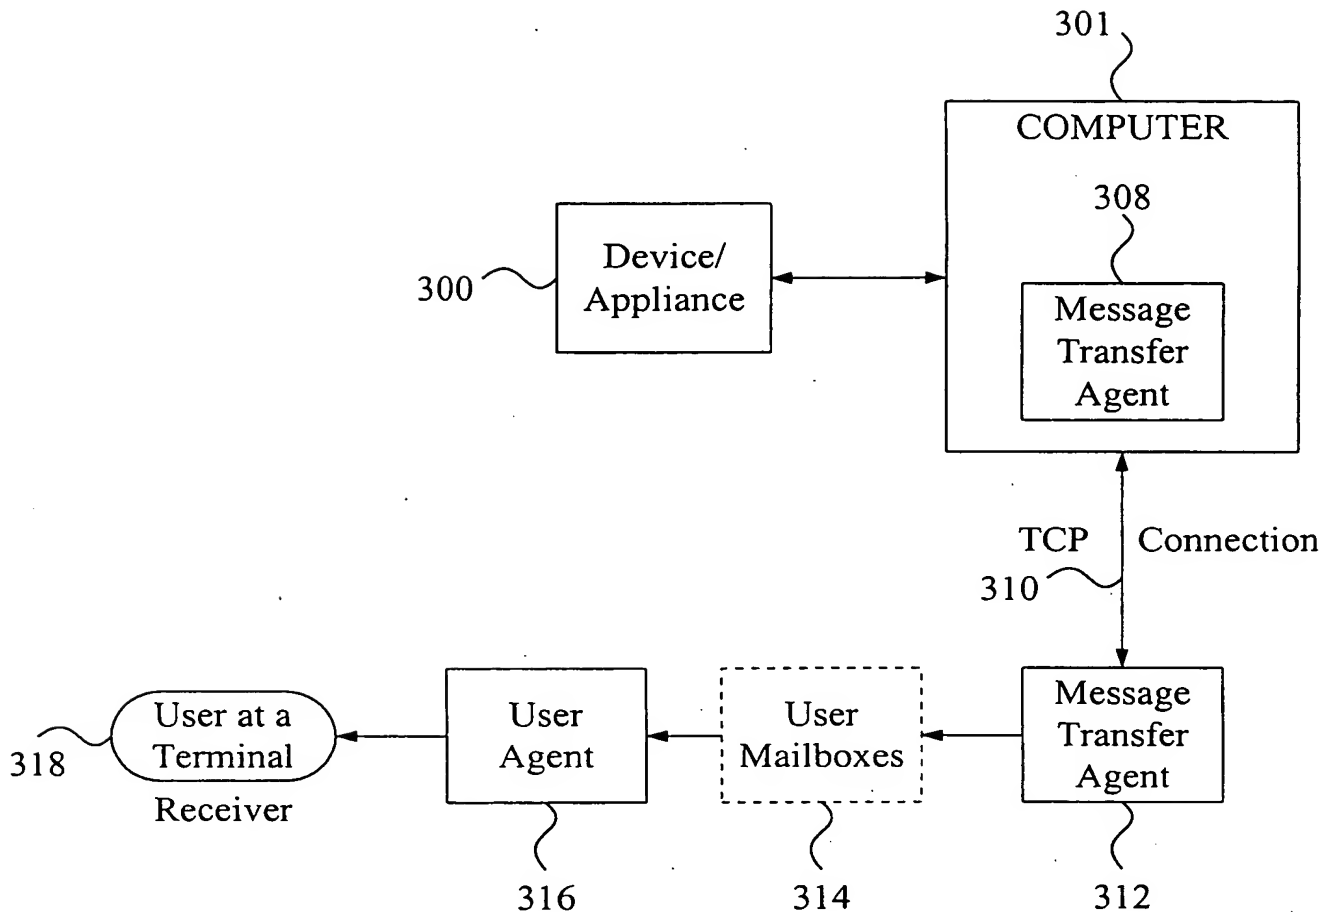 301
COMPUTER
308
Device/
Appliance
300
Message
Transfer
Agent
TCP Connection
310
User at a
Terminal
318
Receiver
User
Agent
316
User
Mailboxes
314
Message
Transfer
Agent
312